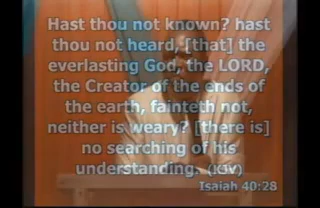 Hast thou not known? hast
thou not heard, [that] the
everlasting God, the LORD,
the Creator of the ends of
the earth, fainteth not,
neither is weary? [there is]
no searching of his
understanding. (KJV)
Isaiah 40:28